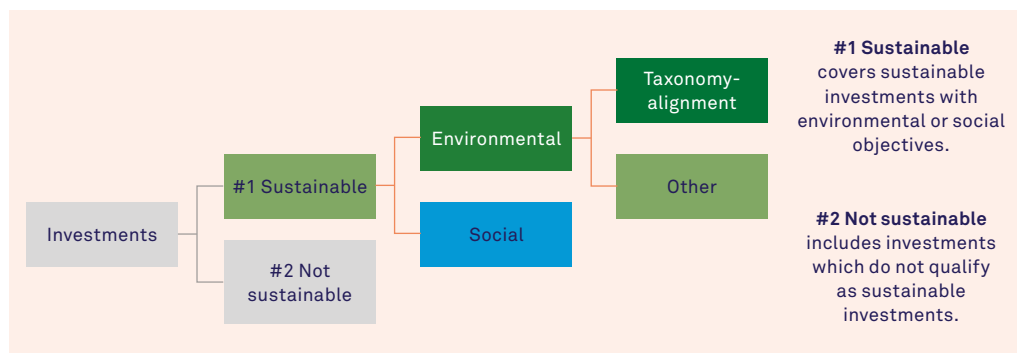 Investments
#1 Sustainable
#2 Not
sustainable
Environmental
Social
Taxonomy-
alignment
Other
#1 Sustainable
covers sustainable
investments with
environmental or social
objectives.
#2 Not sustainable
includes investments
which do not qualify
as sustainable
investments.